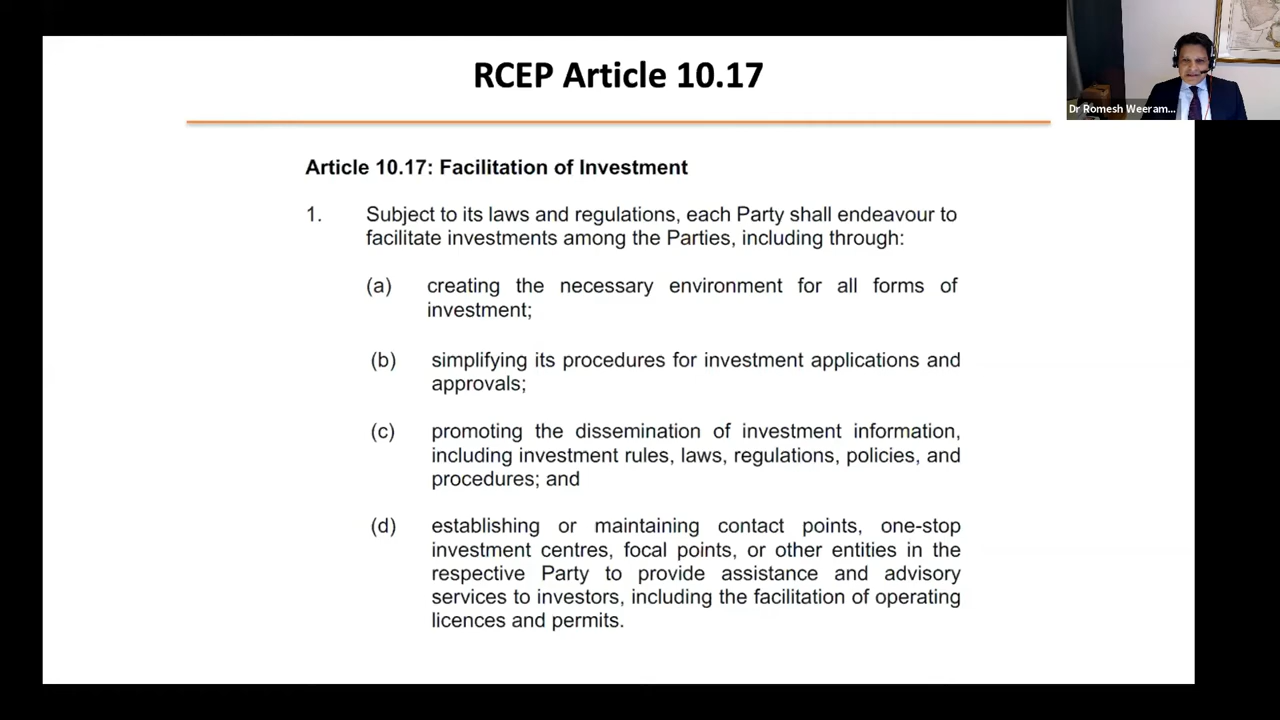 RCEP Article 10.17
Dr Romesh Weeram...
Article 10.17: Facilitation of Investment
1. Subject to its laws and regulations, each Party shall endeavour to
facilitate investments among the Parties, including through:
(a) creating the necessary environment for all forms of
investment;
(b) simplifying its procedures for investment applications and
approvals;
(c) promoting the dissemination of investment information,
including investment rules, laws, regulations, policies, and
procedures; and
(d) establishing or maintaining contact points, one-stop
investment centres, focal points, or other entities in the
respective Party to provide assistance and advisory
services to investors, including the facilitation of operating
licences and permits.